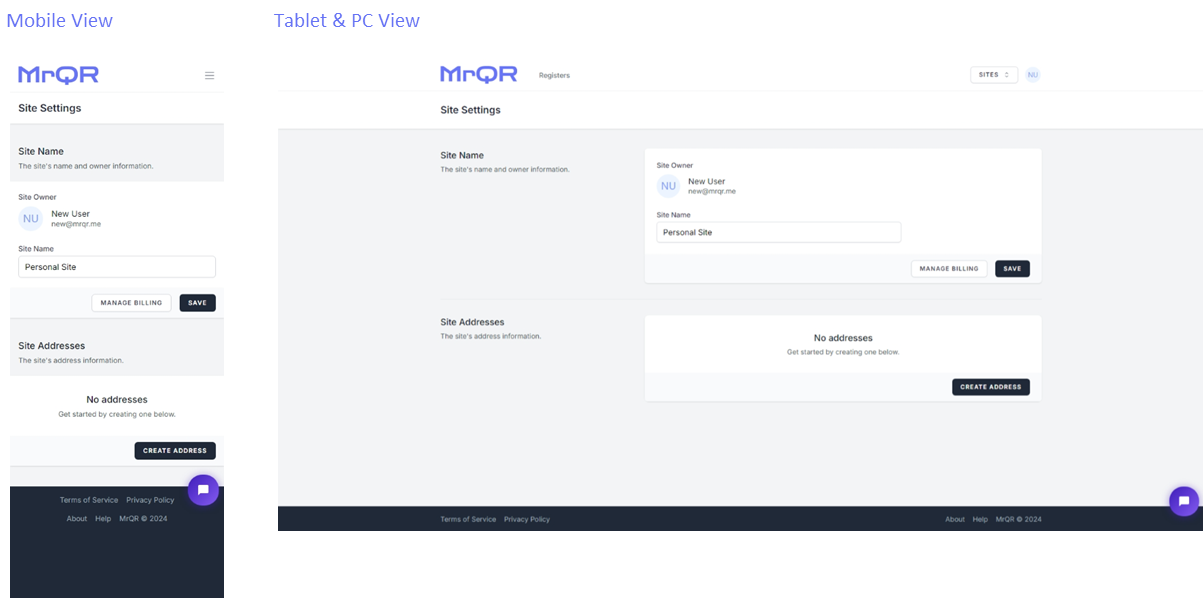 Mobile View
MrQR
Site Settings
Site Name
The site's name and owner information.
Site Owner
NU
New User
new@mrqr.me
Site Name
Personal Site
MANAGE BILLING
SAVE
Site Addresses
The site's address information.
No addresses
Get started by creating one below.
CREATE ADDRESS
Terms of Service Privacy Policy
About Help MrQR © 2024
Tablet & PC View
MrQR
Registers
SITES
NU
Site Settings
Site Name
The site's name and owner information.
Site Owner
NU
New User
new@mrqr.me
Site Name
Personal Site
MANAGE BILLING
SAVE
Site Addresses
The site's address information.
No addresses
Get started by creating one below.
CREATE ADDRESS
Terms of Service Privacy Policy
About Help MrQR © 2024